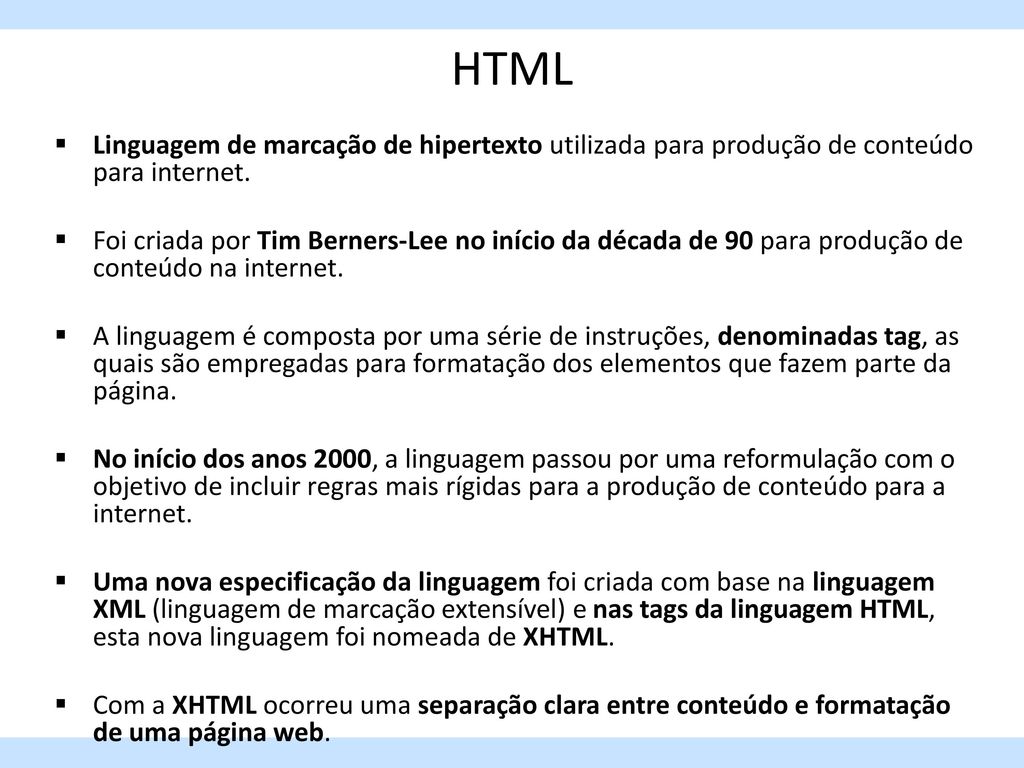 HTML
▪ Linguagem de marcação de hipertexto utilizada para produção de conteúdo
para internet.
▪ Foi criada por Tim Berners-Lee no início da década de 90 para produção de
conteúdo na internet.
▪ A linguagem é composta por uma série de instruções, denominadas tag, as
quais são empregadas para formatação dos elementos que fazem parte da
página.
▪ No início dos anos 2000, a linguagem passou por uma reformulação com o
objetivo de incluir regras mais rígidas para a produção de conteúdo para a
internet.
▪ Uma nova especificação da linguagem foi criada com base na linguagem
XML (linguagem de marcação extensível) e nas tags da linguagem HTML,
esta nova linguagem foi nomeada de XHTML.
▪ Com a XHTML ocorreu uma separação clara entre conteúdo e formatação
de uma página web.